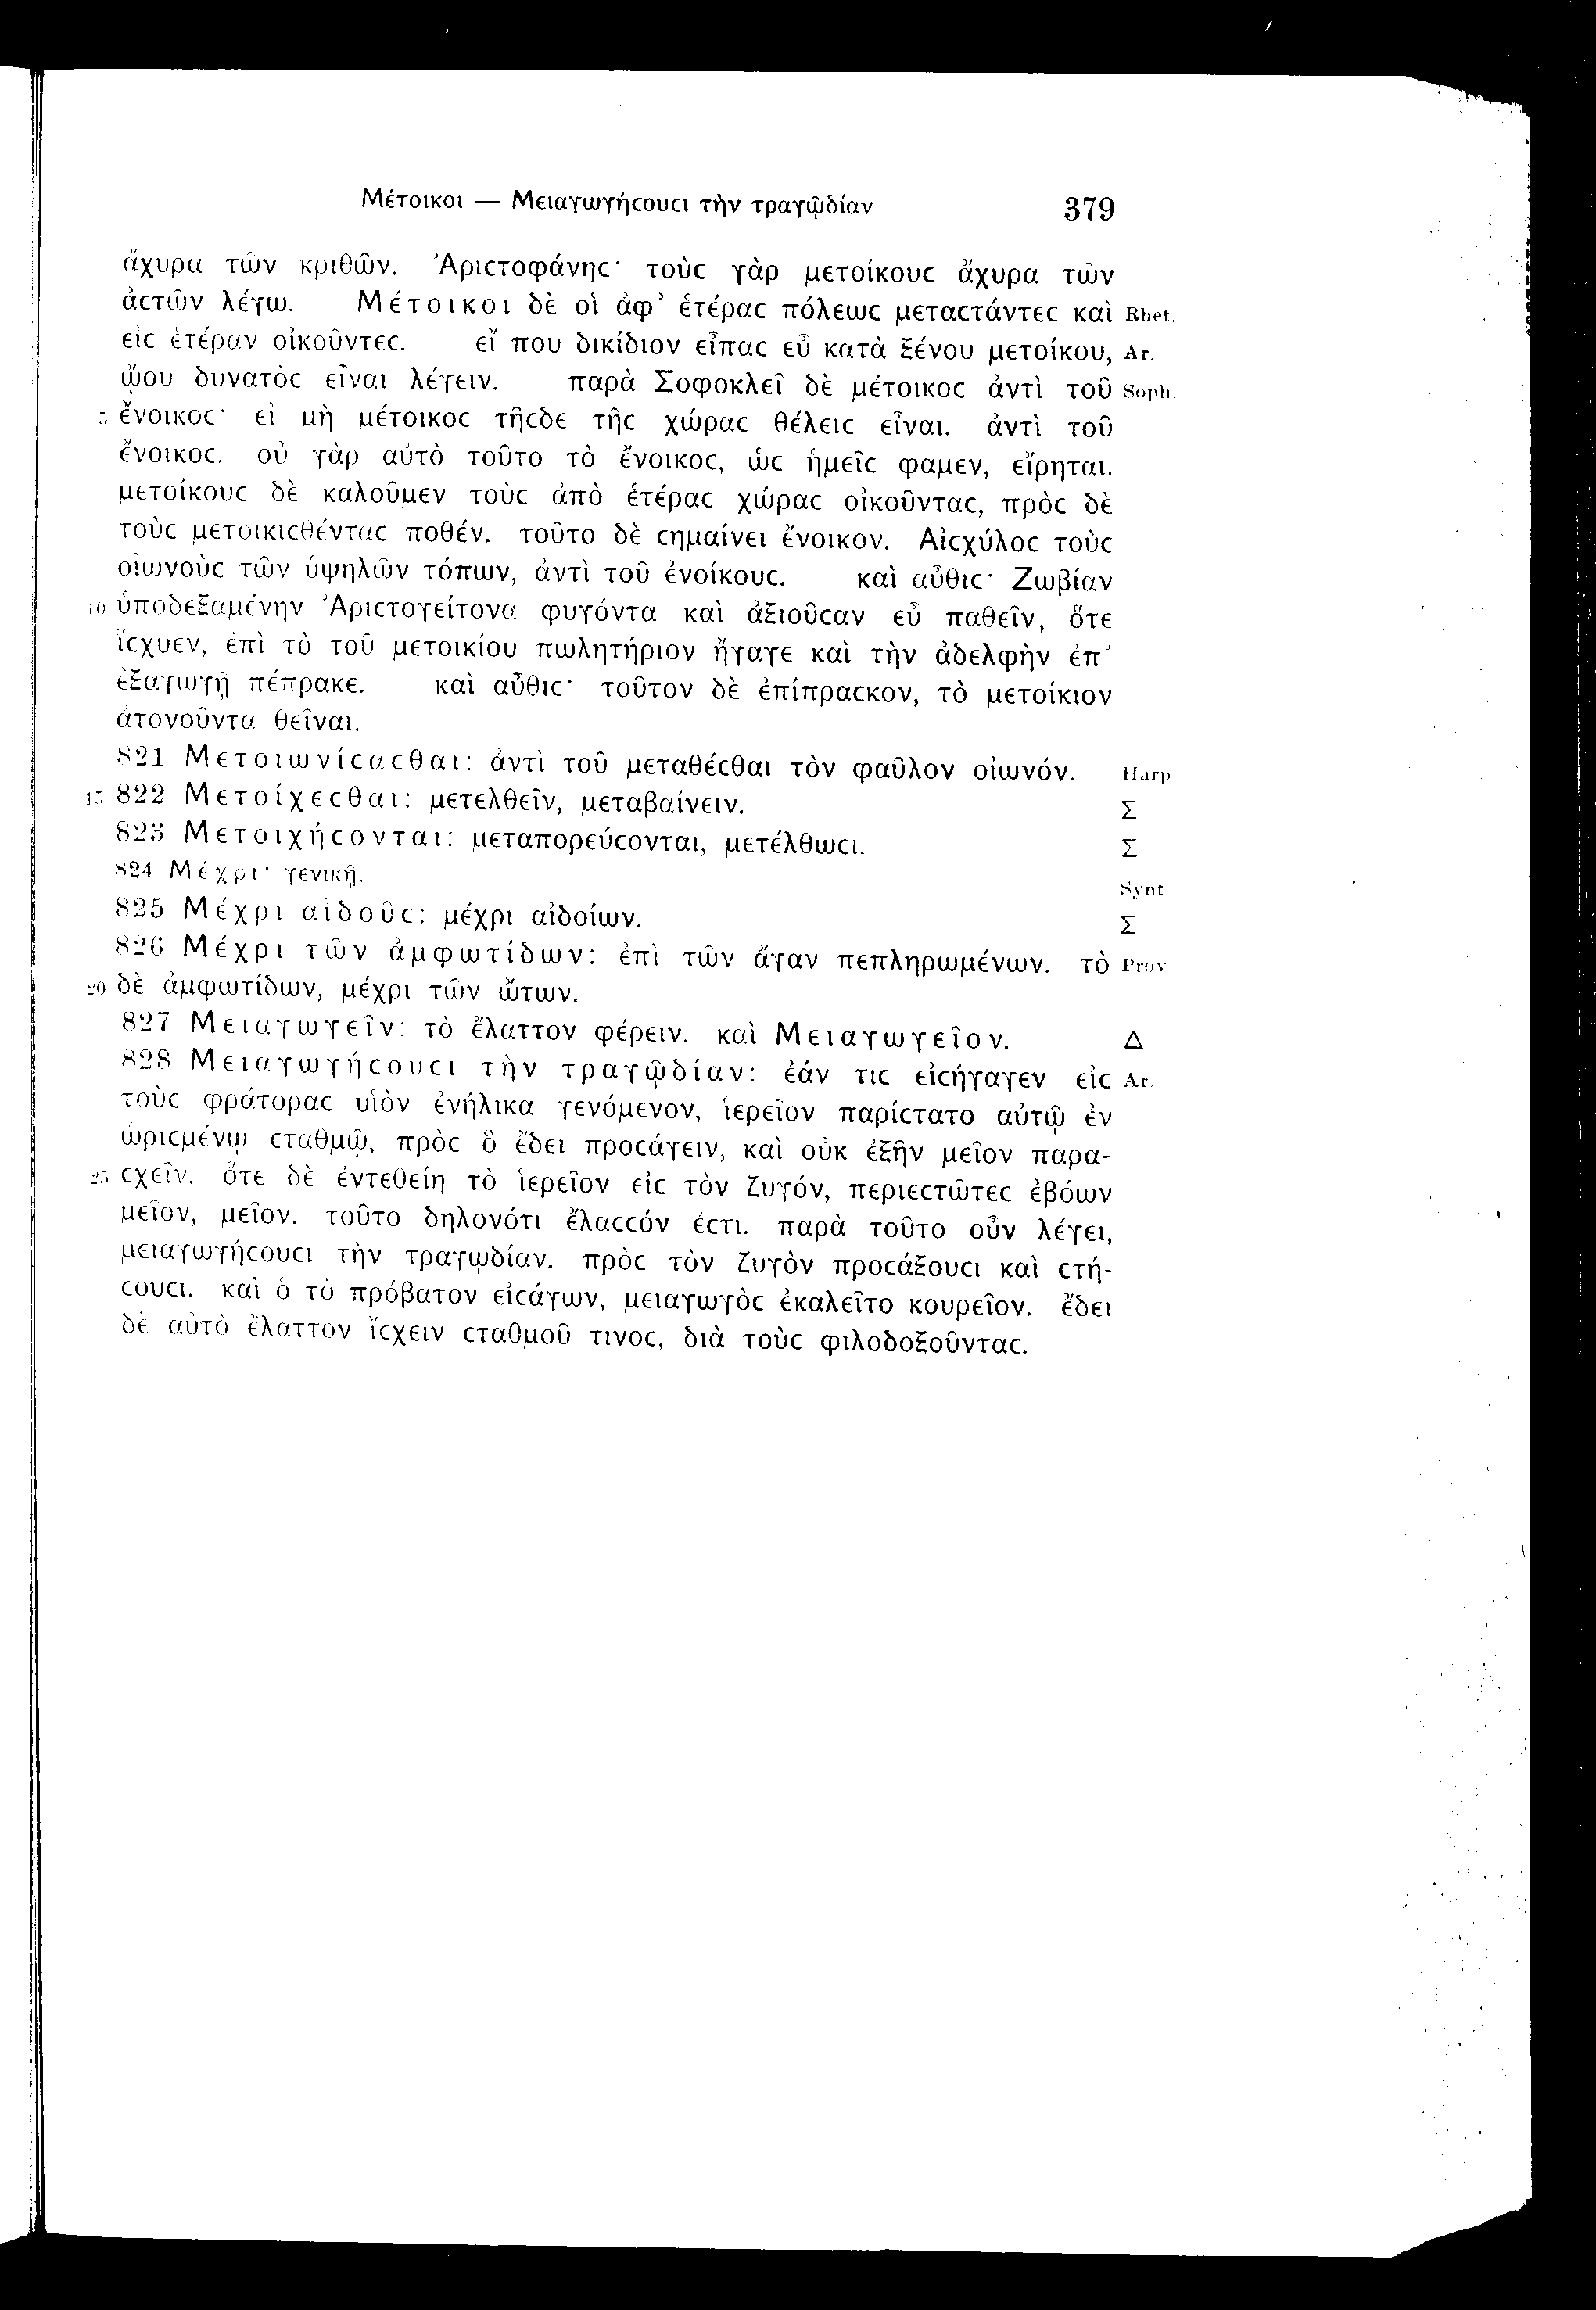 Μέτοικοι — Μειαγωγήϲουϲι τὴν τραγῳδίαν 379
ἄχυρα τῶν κριθῶν. Ἀριϲτοφάνηϲ· τοὺϲ γὰρ μετοίκουϲ ἄχυρα τῶν
ἀϲτῶν λέγω. Μέτοικοι δὲ οἱ ἀφ’ ἑτέραϲ πόλεωϲ μεταϲτάντεϲ καὶ Rhet.
εἰϲ ἑτέραν οἰκοῦντεϲ. εἴ που δικίδιον εἶπαϲ εὖ κατὰ ξένου μετοίκου, Ar.
ᾤου δυνατὸϲ εἶναι λέγειν. παρὰ Σοφοκλεῖ δὲ μέτοικοϲ ἀντὶ τοῦ Soph.
5 ἔνοικοϲ· εἰ μὴ μέτοικοϲ τῆϲδε τῆϲ χώραϲ θέλειϲ εἶναι. ἀντὶ τοῦ
ἔνοικοϲ. οὐ γὰρ αὐτὸ τοῦτο τὸ ἔνοικοϲ, ὡϲ ἡμεῖϲ φαμεν, εἴρηται.
μετοίκουϲ δὲ καλοῦμεν τοὺϲ ἀπὸ ἑτέραϲ χώραϲ οἰκοῦνταϲ, πρὸϲ δὲ
τοὺϲ μετοικιϲθένταϲ ποθέν. τοῦτο δὲ ϲημαίνει ἔνοικον. Αἰϲχύλοϲ τοὺϲ
οἰωνοὺϲ τῶν ὑψηλῶν τόπων, ἀντὶ τοῦ ἐνοίκουϲ. καὶ αὖθιϲ· Ζωβίαν
10 ὑποδεξαμένην Ἀριϲτογείτονα φυγόντα καὶ ἀξιοῦϲαν εὖ παθεῖν, ὅτε
ἴϲχυεν, ἐπὶ τὸ τοῦ μετοικίου πωλητήριον ἤγαγε καὶ τὴν ἀδελφὴν ἐπ’
ἐξαγωγῇ πέπρακε. καὶ αὖθιϲ· τοῦτον δὲ ἐπίπραϲκον, τὸ μετοίκιον
ἀτονοῦντα θεῖναι.
821 Μετοιωνίϲαϲθαι: ἀντὶ τοῦ μεταθέϲθαι τὸν φαῦλον οἰωνόν. Harp.
15 822 Μετοίχεϲθαι: μετελθεῖν, μεταβαίνειν. Σ
823 Μετοιχήϲονται: μεταπορεύϲονται, μετέλθωϲι. Σ
824 Μέχρι· γενικῇ. Synt.
825 Μέχρι αἰδοῦϲ: μέχρι αἰδοίων. Σ
826 Μέχρι τῶν ἀμφωτίδων: ἐπὶ τῶν ἄγαν πεπληρωμένων. τὸ Prov.
20 δὲ ἀμφωτίδων, μέχρι τῶν ὤτων.
827 Μειαγωγεῖν: τὸ ἔλαττον φέρειν. καὶ Μειαγωγεῖον. Δ
828 Μειαγωγήϲουϲι τὴν τραγῳδίαν: ἐάν τιϲ εἰϲήγαγεν εἰϲ Ar.
τοὺϲ φράτοραϲ υἱὸν ἐνήλικα γενόμενον, ἱερεῖον παρίϲτατο αὐτῷ ἐν
ὡριϲμένῳ ϲταθμῷ, πρὸϲ ὃ ἔδει προϲάγειν, καὶ οὐκ ἐξῆν μεῖον παρα-
25 ϲχεῖν. ὅτε δὲ ἐντεθείη τὸ ἱερεῖον εἰϲ τὸν ζυγόν, περιεϲτῶτεϲ ἐβόων
μεῖον, μεῖον. τοῦτο δηλονότι ἔλαϲϲόν ἐϲτι. παρὰ τοῦτο οὖν λέγει,
μειαγωγήϲουϲι τὴν τραγῳδίαν. πρὸϲ τὸν ζυγὸν προϲάξουϲι καὶ ϲτή-
ϲουϲι. καὶ ὁ τὸ πρόβατον εἰϲάγων, μειαγωγὸϲ ἐκαλεῖτο κουρεῖον. ἔδει
δὲ αὐτὸ ἔλαττον ἴϲχειν ϲταθμοῦ τινοϲ, διὰ τοὺϲ φιλοδοξοῦνταϲ.